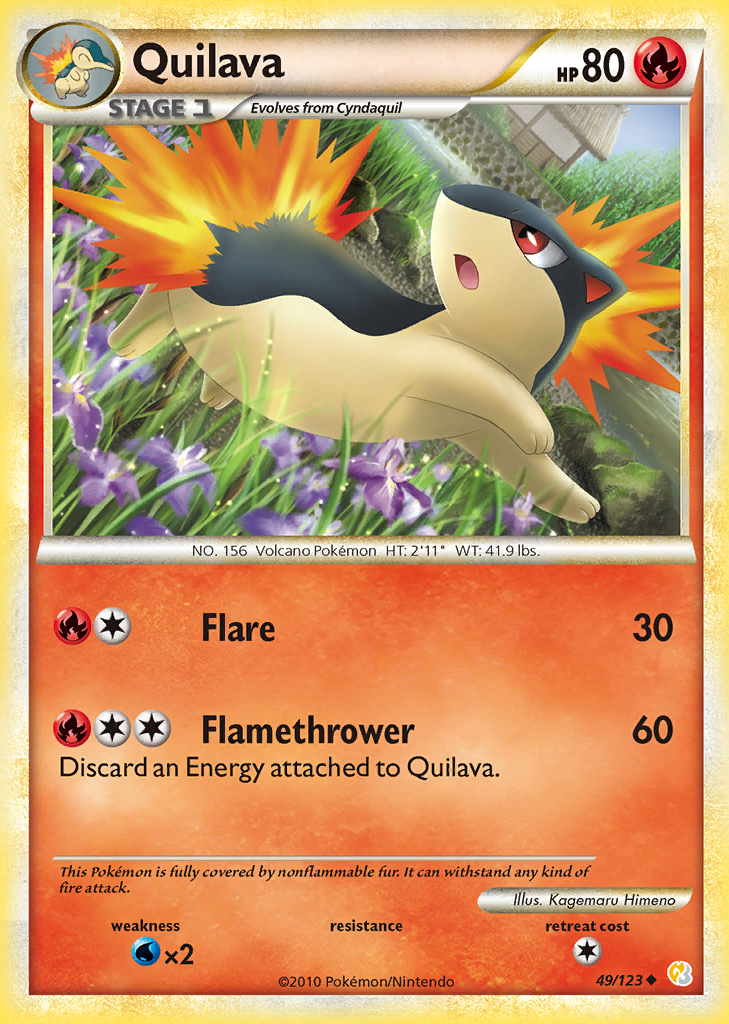 Quilava
HP 80
STAGE 1
Evolves from Cyndaquil
NO. 156 Volcano Pokémon HT: 2'11" WT: 41.9 lbs.
Flare 30
Flamethrower 60
Discard an Energy attached to Quilava.
This Pokémon is fully covered by nonflammable fur. It can withstand any kind of
fire attack.
Illus. Kagemaru Himeno
weakness resistance retreat cost
×2
©2010 Pokémon/Nintendo 49/123